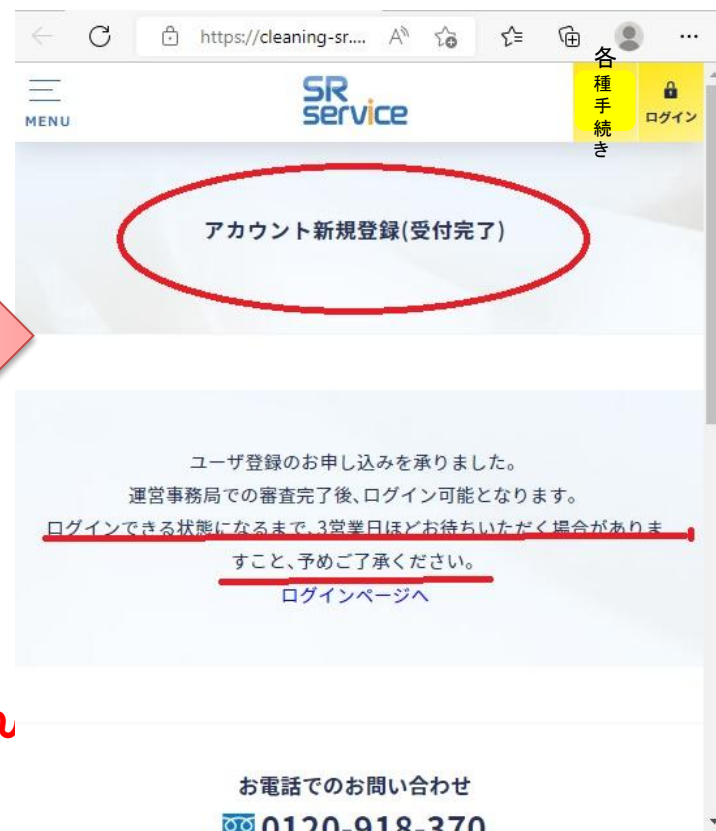 https://cleaning-sr....
MENU
SR
service
各種手続き
ログイン
アカウント新規登録(受付完了)
ユーザ登録のお申し込みを承りました。
運営事務局での審査完了後、ログイン可能となります。
ログインできる状態になるまで、3営業日ほどお待ちいただく場合がありま
すこと、予めご了承ください。
ログインページへ
お電話でのお問い合わせ
0120-918-370